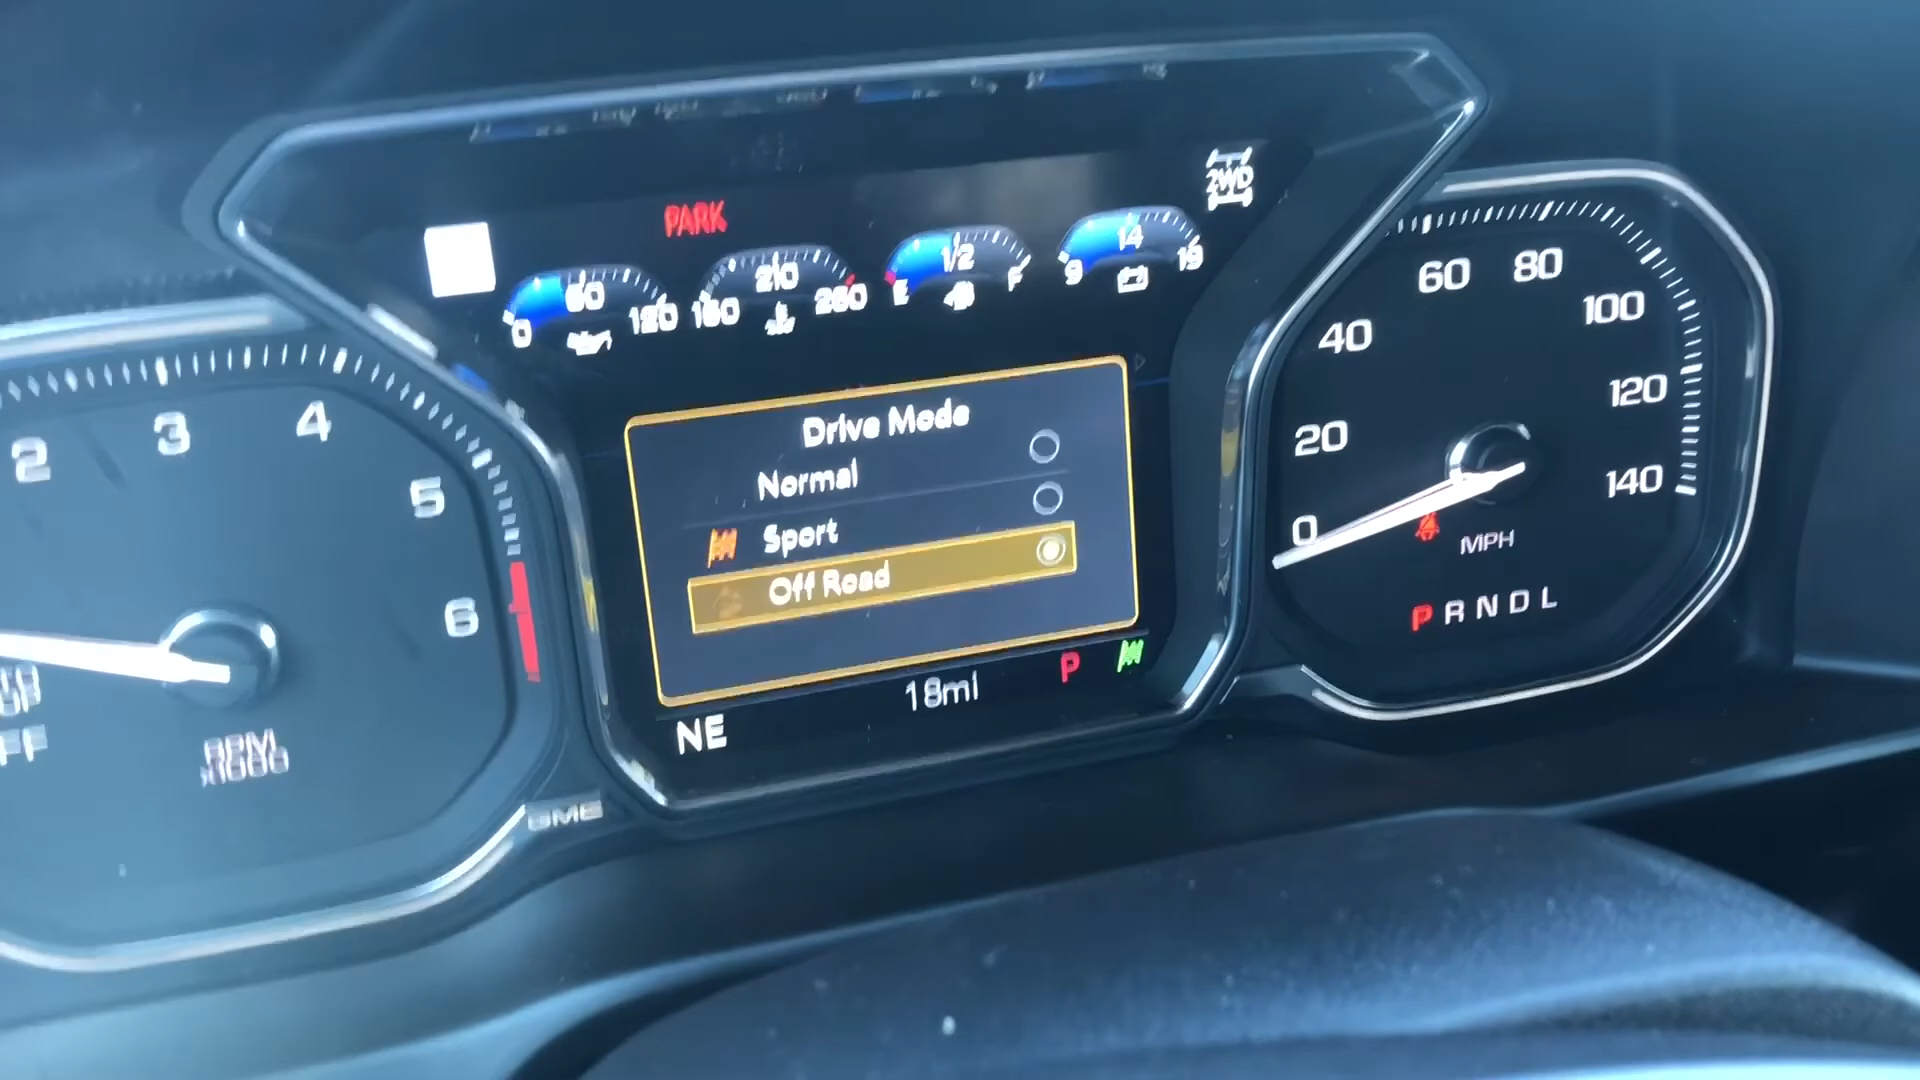 PARK
2WD
0 60 120
160 210 260
E 1/2 F
9 14 19
2
3
4
5
6
RPM
x1000
GMC
Drive Mode
Normal
Sport
Off Road
NE
18mi
P
0
20
40
60
80
100
120
140
MPH
P R N D L